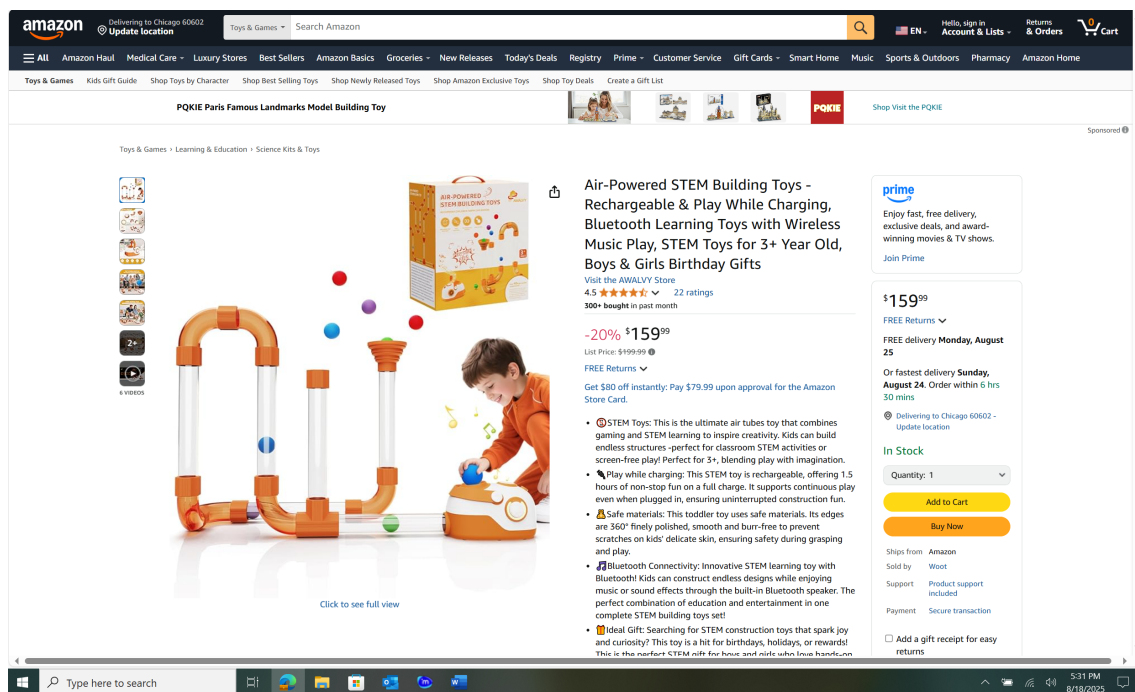 amazon
Delivering to Chicago 60602
Update location
Toys & Games
Search Amazon
EN
Hello, sign in
Account & Lists
Returns
& Orders
0
Cart
All Amazon Haul Medical Care Luxury Stores Best Sellers Amazon Basics Groceries New Releases Today's Deals Registry Prime Customer Service Gift Cards Smart Home Music Sports & Outdoors Pharmacy Amazon Home
Toys & Games Kids Gift Guide Shop Toys by Character Shop Best Selling Toys Shop Newly Released Toys Shop Amazon Exclusive Toys Shop Toy Deals Create a Gift List
PQKIE Paris Famous Landmarks Model Building Toy
PQKIE
Shop Visit the PQKIE
Sponsored
Toys & Games › Learning & Education › Science Kits & Toys
2+
6 VIDEOS
AIR-POWERED
STEM BUILDING TOYS
Click to see full view
Air-Powered STEM Building Toys -
Rechargeable & Play While Charging,
Bluetooth Learning Toys with Wireless
Music Play, STEM Toys for 3+ Year Old,
Boys & Girls Birthday Gifts
Visit the AWALVY Store
4.5 22 ratings
300+ bought in past month
-20% $159.99
List Price: $199.99
FREE Returns
Get $80 off instantly: Pay $79.99 upon approval for the Amazon
Store Card.
STEM Toys: This is the ultimate air tubes toy that combines
gaming and STEM learning to inspire creativity. Kids can build
endless structures -perfect for classroom STEM activities or
screen-free play! Perfect for 3+, blending play with imagination.
Play while charging: This STEM toy is rechargeable, offering 1.5
hours of non-stop fun on a full charge. It supports continuous play
even when plugged in, ensuring uninterrupted construction fun.
Safe materials: This toddler toy uses safe materials. Its edges
are 360° finely polished, smooth and burr-free to prevent
scratches on kids' delicate skin, ensuring safety during grasping
and play.
Bluetooth Connectivity: Innovative STEM learning toy with
Bluetooth! Kids can construct endless designs while enjoying
music or sound effects through the built-in Bluetooth speaker. The
perfect combination of education and entertainment in one
complete STEM building toys set!
Ideal Gift: Searching for STEM construction toys that spark joy
and curiosity? This toy is a hit for birthdays, holidays, or rewards!
This is the perfect STEM gift for boys and girls who love hands-on
prime
Enjoy fast, free delivery,
exclusive deals, and award-
winning movies & TV shows.
Join Prime
$159.99
FREE Returns
FREE delivery Monday, August
25
Or fastest delivery Sunday,
August 24. Order within 6 hrs
30 mins
Delivering to Chicago 60602 -
Update location
In Stock
Quantity: 1
Add to Cart
Buy Now
Ships from Amazon
Sold by Woot
Support Product support
included
Payment Secure transaction
Add a gift receipt for easy
returns
Type here to search
5:31 PM
8/18/2025